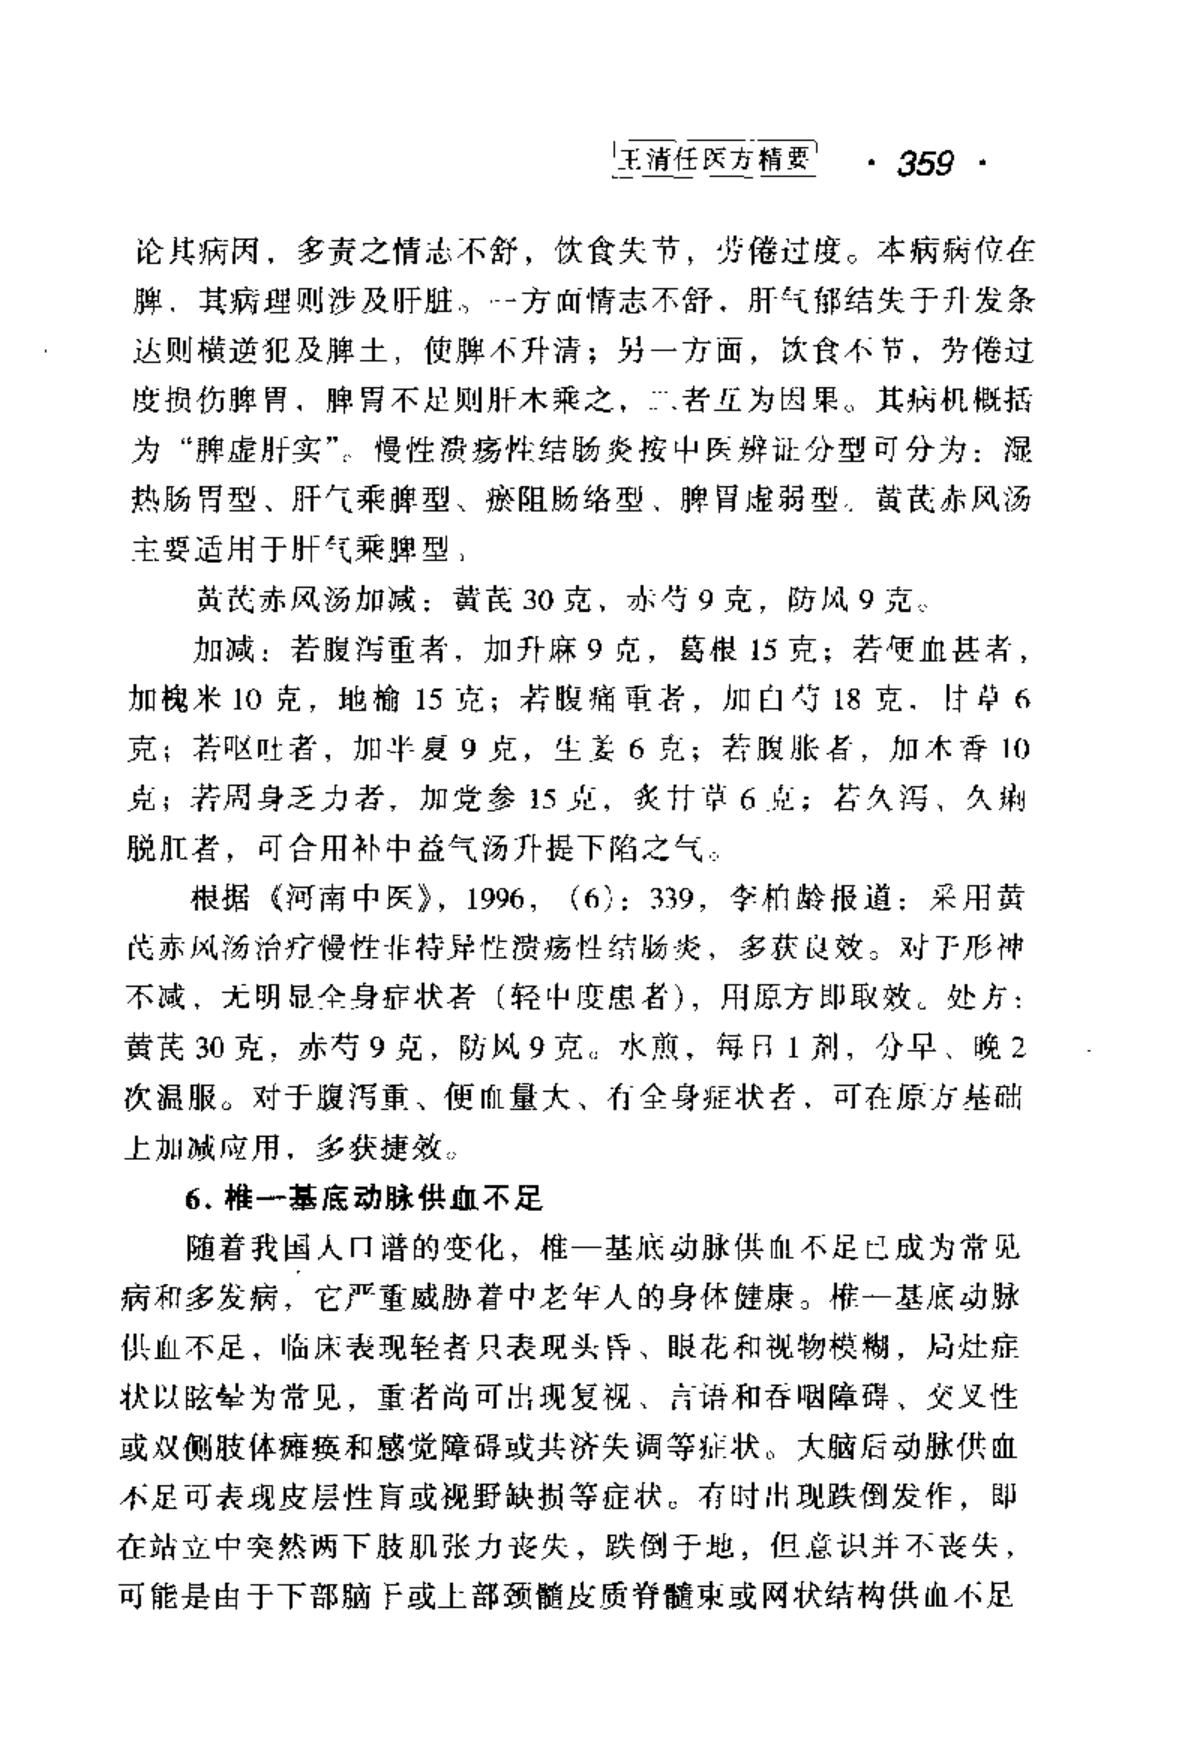 王清任医方精要 · 359 ·
论其病因，多责之情志不舒，饮食失节，劳倦过度。本病病位在
脾，其病理则涉及肝脏。一方面情志不舒，肝气郁结失于升发条
达则横逆犯及脾土，使脾不升清；另一方面，饮食不节，劳倦过
度损伤脾胃，脾胃不足则肝木乘之，二者互为因果。其病机概括
为“脾虚肝实”。慢性溃疡性结肠炎按中医辨证分型可分为：湿
热肠胃型、肝气乘脾型、瘀阻肠络型、脾胃虚弱型。黄芪赤风汤
主要适用于肝气乘脾型。
黄芪赤风汤加减：黄芪 30 克，赤芍 9 克，防风 9 克。
加减：若腹泻重者，加升麻 9 克，葛根 15 克；若便血甚者，
加槐米 10 克，地榆 15 克；若腹痛重者，加白芍 18 克，甘草 6
克；若呕吐者，加半夏 9 克，生姜 6 克；若腹胀者，加木香 10
克；若周身乏力者，加党参 15 克，炙甘草 6 克；若久泻、久痢
脱肛者，可合用补中益气汤升提下陷之气。
根据《河南中医》，1996，（6）：339，李柏龄报道：采用黄
芪赤风汤治疗慢性非特异性溃疡性结肠炎，多获良效。对于形神
不减，无明显全身症状者（轻中度患者），用原方即取效。处方：
黄芪 30 克，赤芍 9 克，防风 9 克。水煎，每日 1 剂，分早、晚 2
次温服。对于腹泻重、便血量大、有全身症状者，可在原方基础
上加减应用，多获捷效。
6. 椎—基底动脉供血不足
随着我国人口谱的变化，椎—基底动脉供血不足已成为常见
病和多发病，它严重威胁着中老年人的身体健康。椎—基底动脉
供血不足，临床表现轻者只表现头昏、眼花和视物模糊，局灶症
状以眩晕为常见，重者尚可出现复视、言语和吞咽障碍、交叉性
或双侧肢体瘫痪和感觉障碍或共济失调等症状。大脑后动脉供血
不足可表现皮层性盲或视野缺损等症状。有时出现跌倒发作，即
在站立中突然两下肢肌张力丧失，跌倒于地，但意识并不丧失，
可能是由于下部脑干或上部颈髓皮质脊髓束或网状结构供血不足